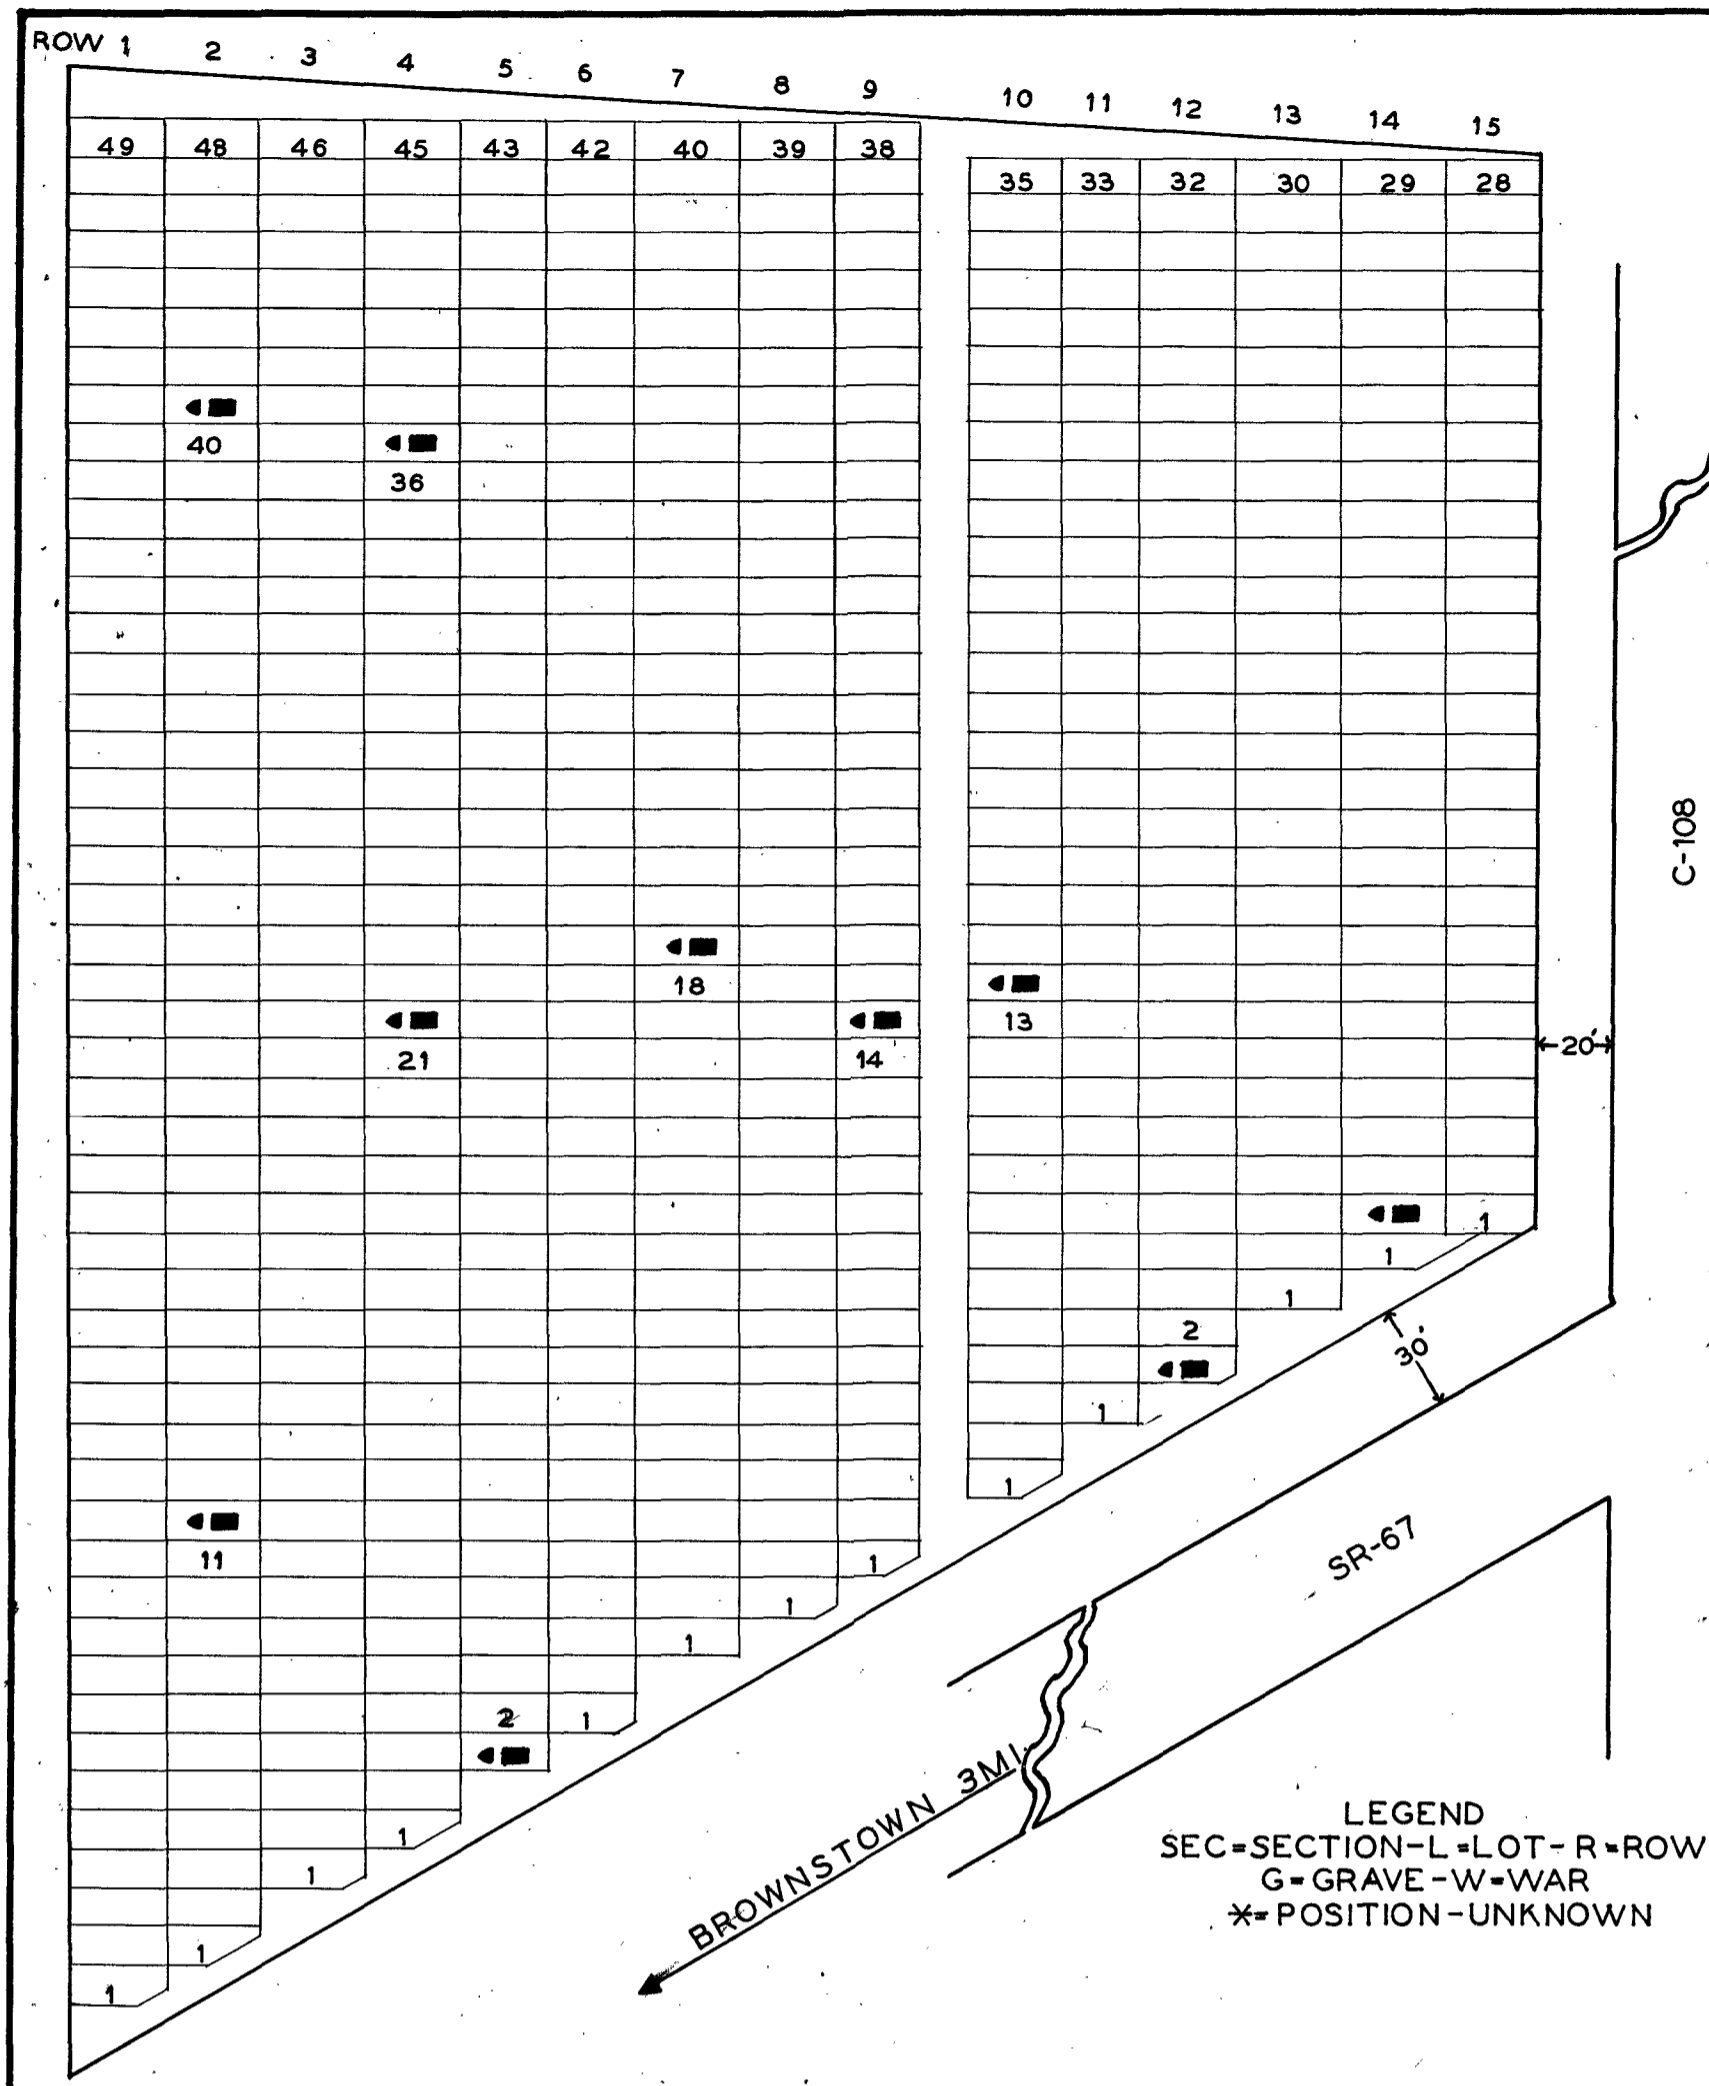 ROW 1 2 3 4 5 6 7 8 9 10 11 12 13 14 15
49 48 46 45 43 42 40 39 38
35 33 32 30 29 28
40
36
C-108
18
13
21 14
20'
1
1
1
2
30'
1
1
SR-67
11 1
1
1
2 1
BROWNSTOWN 3MI.
1
1
1
1
LEGEND
SEC=SECTION-L=LOT-R=ROW
G=GRAVE-W=WAR
*=POSITION-UNKNOWN